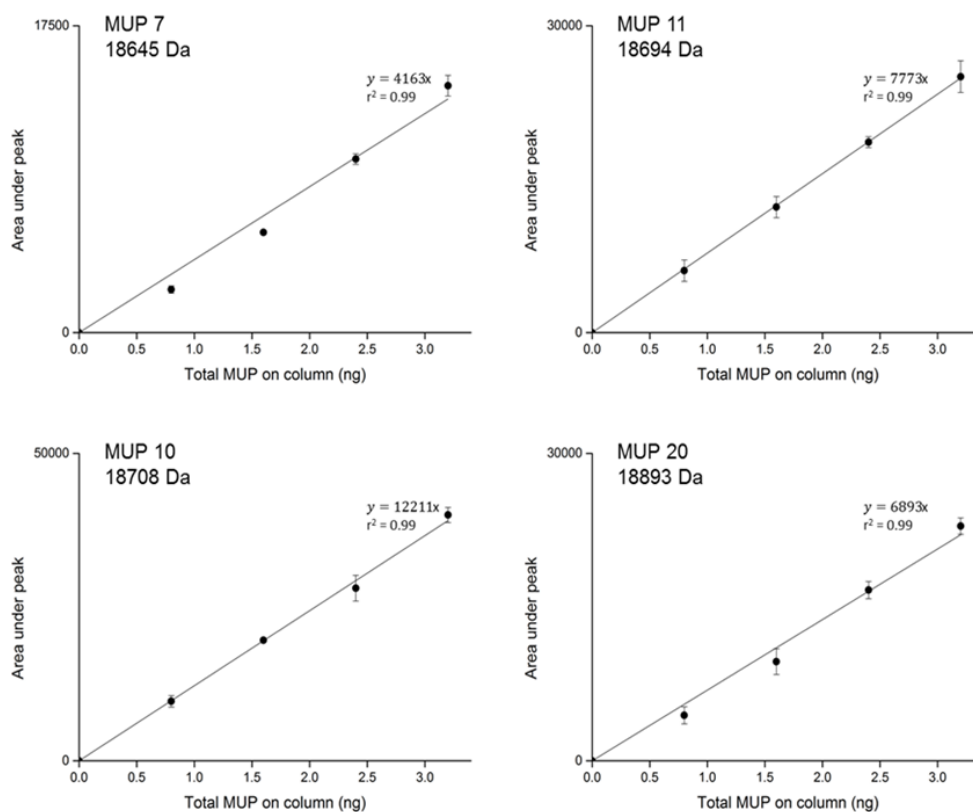 MUP 7
18645 Da
17500
y = 4163x
r² = 0.99
Area under peak
0
0.0 0.5 1.0 1.5 2.0 2.5 3.0
Total MUP on column (ng)
MUP 11
18694 Da
30000
y = 7773x
r² = 0.99
Area under peak
0
0.0 0.5 1.0 1.5 2.0 2.5 3.0
Total MUP on column (ng)
MUP 10
18708 Da
50000
y = 12211x
r² = 0.99
Area under peak
0
0.0 0.5 1.0 1.5 2.0 2.5 3.0
Total MUP on column (ng)
MUP 20
18893 Da
30000
y = 6893x
r² = 0.99
Area under peak
0
0.0 0.5 1.0 1.5 2.0 2.5 3.0
Total MUP on column (ng)